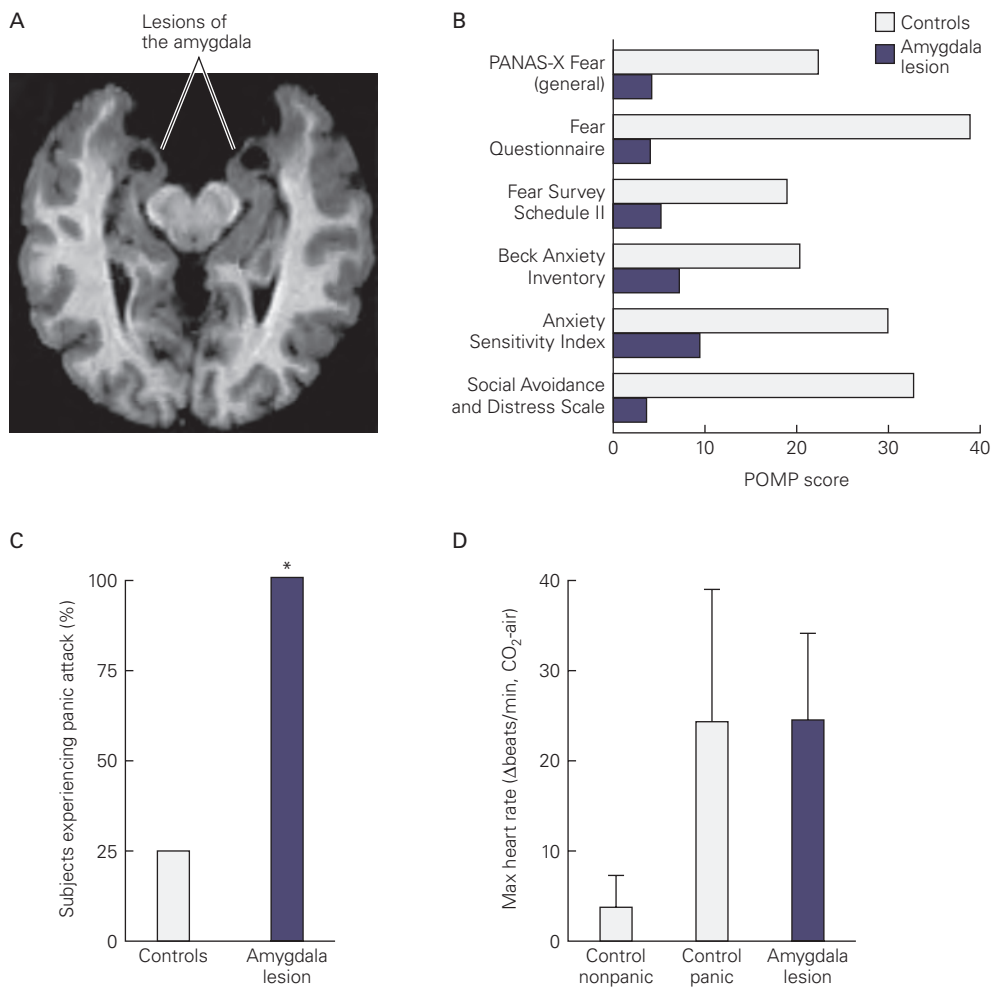 A
Lesions of
the amygdala
B
Controls
Amygdala
lesion
PANAS-X Fear
(general)
Fear
Questionnaire
Fear Survey
Schedule II
Beck Anxiety
Inventory
Anxiety
Sensitivity Index
Social Avoidance
and Distress Scale
0 10 20 30 40
POMP score
C
Subjects experiencing panic attack (%)
100
75
50
25
0
*
Controls
Amygdala
lesion
D
Max heart rate (Δbeats/min, CO₂-air)
40
30
20
10
0
Control
nonpanic
Control
panic
Amygdala
lesion